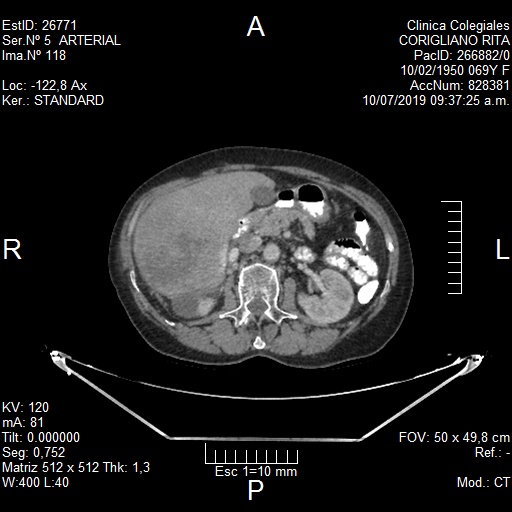 EstID: 26771
Ser.Nº 5 ARTERIAL
Ima.Nº 118
Loc: -122,8 Ax
Ker.: STANDARD
A
Clinica Colegiales
CORIGLIANO RITA
PacID: 266882/0
10/02/1950 069Y F
AccNum: 828381
10/07/2019 09:37:25 a.m.
R
L
KV: 120
mA: 81
Tilt: 0.000000
Seg: 0,752
Matriz 512 x 512 Thk: 1,3
W:400 L:40
Esc 1=10 mm
P
FOV: 50 x 49,8 cm
Ref.: -
Mod.: CT